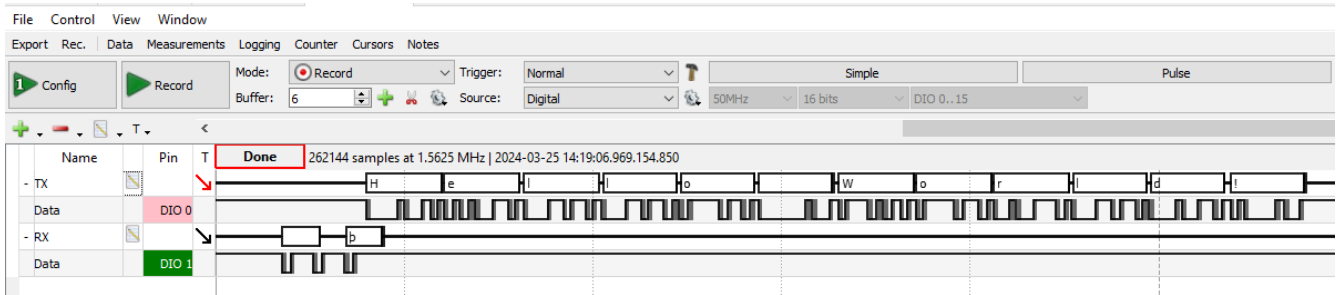 File Control View Window
Export Rec. Data Measurements Logging Counter Cursors Notes
1 Config Record Mode: Record Trigger: Normal Simple Pulse
Buffer: 6 Source: Digital 50MHz 16 bits DIO 0..15
T <
Name Pin T Done 262144 samples at 1.5625 MHz | 2024-03-25 14:19:06.969.154.850
- TX H e l l o W o r l d !
Data DIO 0
- RX þ
Data DIO 1